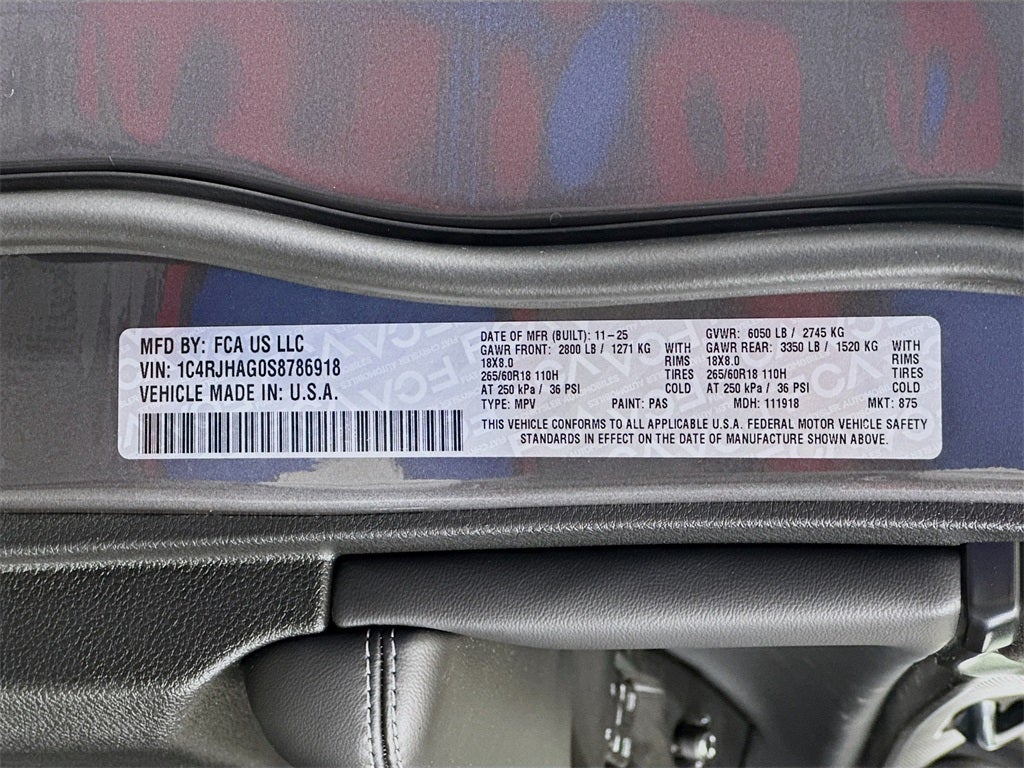 MFD BY: FCA US LLC
VIN: 1C4RJHAG0S8786918
VEHICLE MADE IN: U.S.A.
DATE OF MFR (BUILT): 11-25
GVWR: 6050 LB / 2745 KG
GAWR FRONT: 2800 LB / 1271 KG WITH
GAWR REAR: 3350 LB / 1520 KG WITH
18X8.0 RIMS
18X8.0 RIMS
265/60R18 110H TIRES
265/60R18 110H TIRES
AT 250 kPa / 36 PSI COLD
AT 250 kPa / 36 PSI COLD
TYPE: MPV PAINT: PAS MDH: 111918 MKT: 875
THIS VEHICLE CONFORMS TO ALL APPLICABLE U.S.A. FEDERAL MOTOR VEHICLE SAFETY
STANDARDS IN EFFECT ON THE DATE OF MANUFACTURE SHOWN ABOVE.